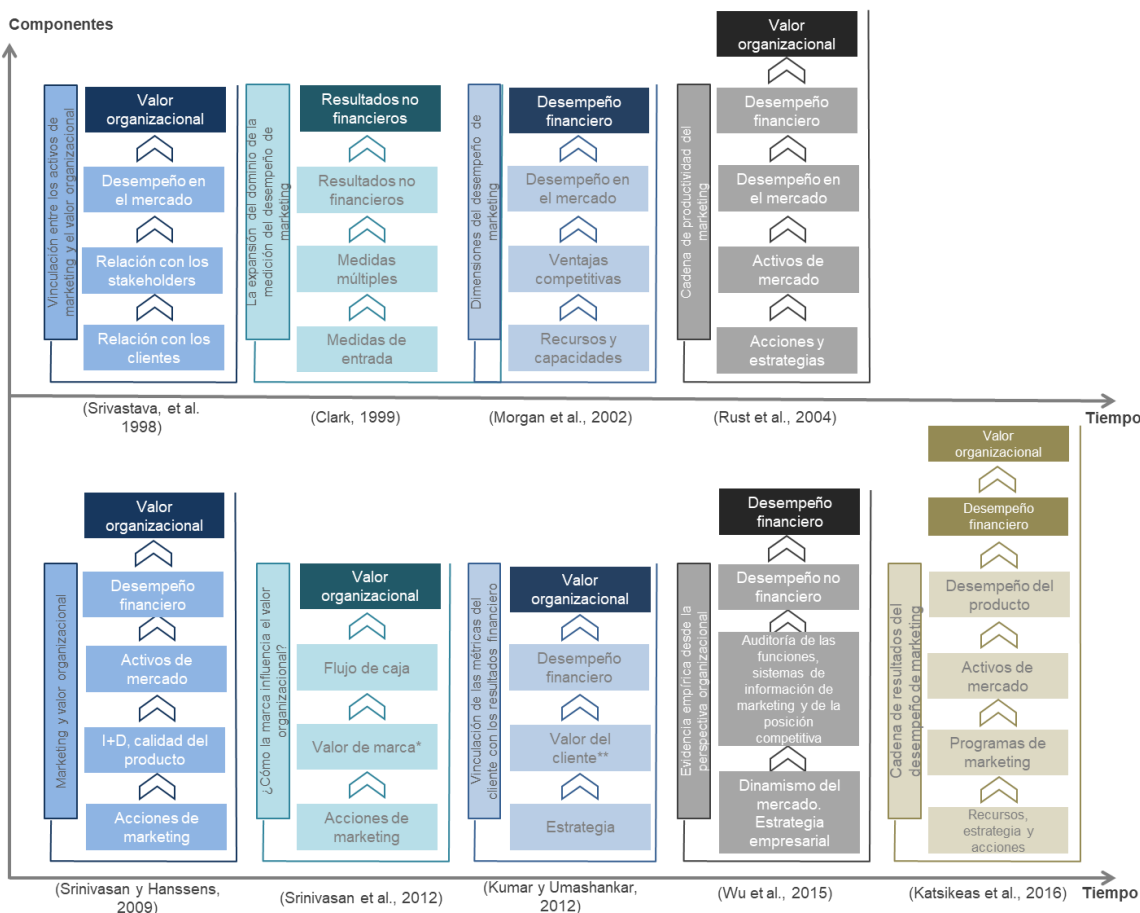 Componentes
Vinculación entre los activos de
marketing y el valor organizacional
Valor
organizacional
Desempeño en
el mercado
Relación con los
stakeholders
Relación con los
clientes
(Srivastava, et al.
1998)
La expansión del dominio de la
medición del desempeño de
marketing
Resultados no
financieros
Resultados no
financieros
Medidas
múltiples
Medidas de
entrada
(Clark, 1999)
Dimensiones del desempeño de
marketing
Desempeño
financiero
Desempeño en
el mercado
Ventajas
competitivas
Recursos y
capacidades
(Morgan et al., 2002)
Cadena de productividad del
marketing
Valor
organizacional
Desempeño
financiero
Desempeño en
el mercado
Activos de
mercado
Acciones y
estrategias
(Rust et al., 2004)
Tiempo
Marketing y valor organizacional
Valor
organizacional
Desempeño
financiero
Activos de
mercado
I+D, calidad del
producto
Acciones de
marketing
(Srinivasan y Hanssens,
2009)
¿Cómo la marca influencia el valor
organizacional?
Valor
organizacional
Flujo de caja
Valor de marca*
Acciones de
marketing
(Srinivasan et al., 2012)
Vinculación de las métricas del
cliente con los resultados financiero
Valor
organizacional
Desempeño
financiero
Valor del
cliente**
Estrategia
(Kumar y Umashankar,
2012)
Evidencia empírica desde la
perspectiva organizacional
Desempeño
financiero
Desempeño no
financiero
Auditoría de las
funciones,
sistemas de
información de
marketing y de la
posición
competitiva
Dinamismo del
mercado.
Estrategia
empresarial
(Wu et al., 2015)
Cadena de resultados del
desempeño de marketing
Valor
organizacional
Desempeño
financiero
Desempeño del
producto
Activos de
mercado
Programas de
marketing
Recursos,
estrategia y
acciones
(Katsikeas et al., 2016)
Tiempo